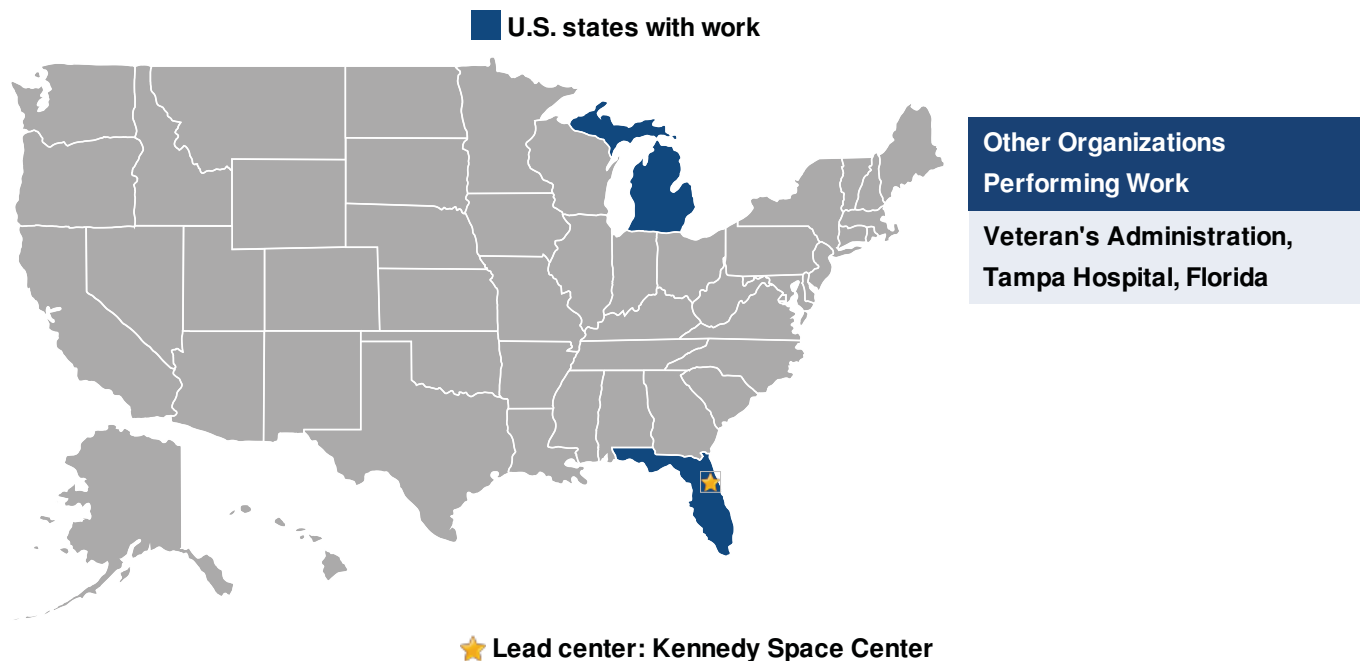 U.S. states with work
Other Organizations
Performing Work
Veteran's Administration,
Tampa Hospital, Florida
Lead center: Kennedy Space Center